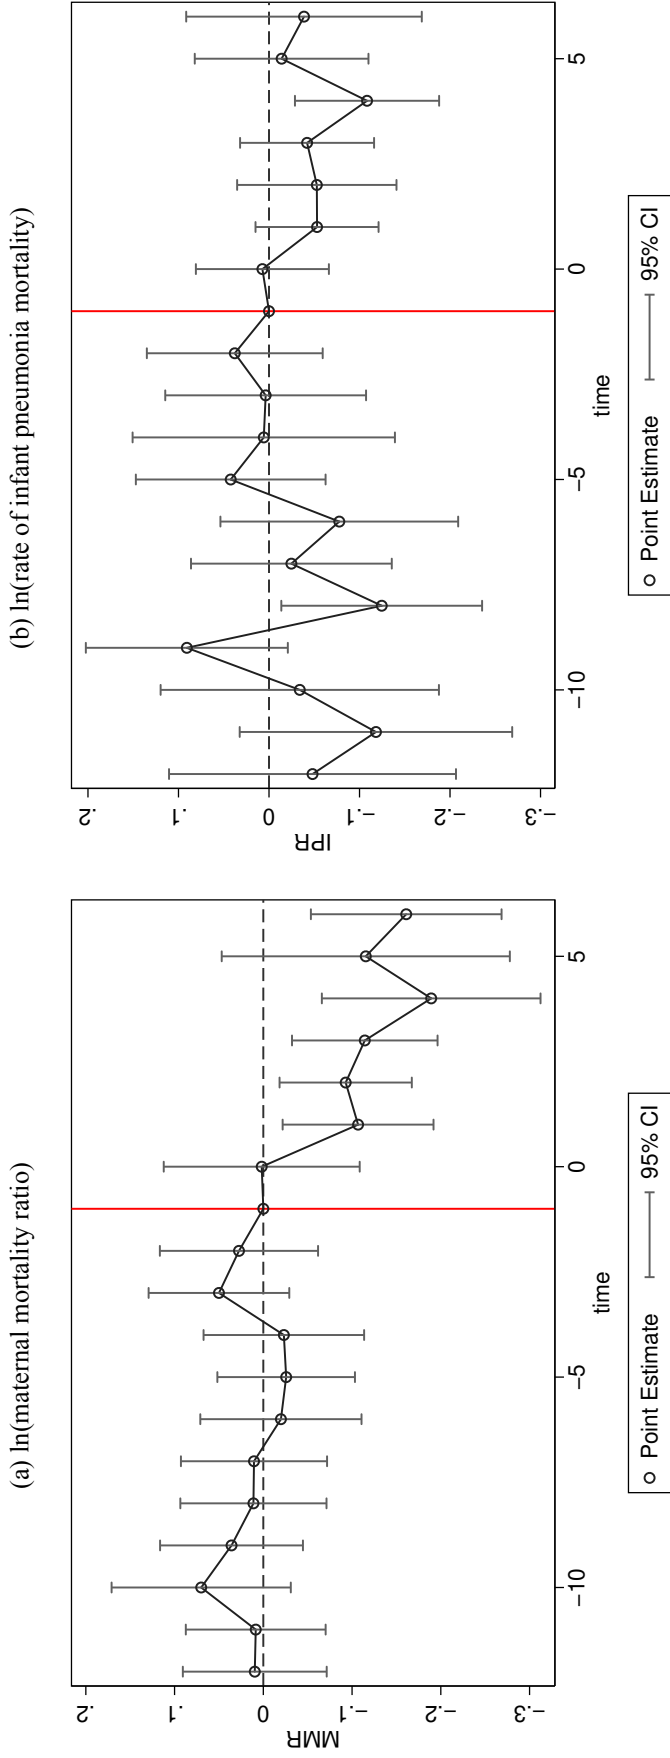 (a) ln(maternal mortality ratio)
.2
.1
0
−.1
−.2
−.3
MMR
−10
−5
0
5
time
Point Estimate
95% CI
(b) ln(rate of infant pneumonia mortality)
.2
.1
0
−.1
−.2
−.3
IPR
−10
−5
0
5
time
Point Estimate
95% CI